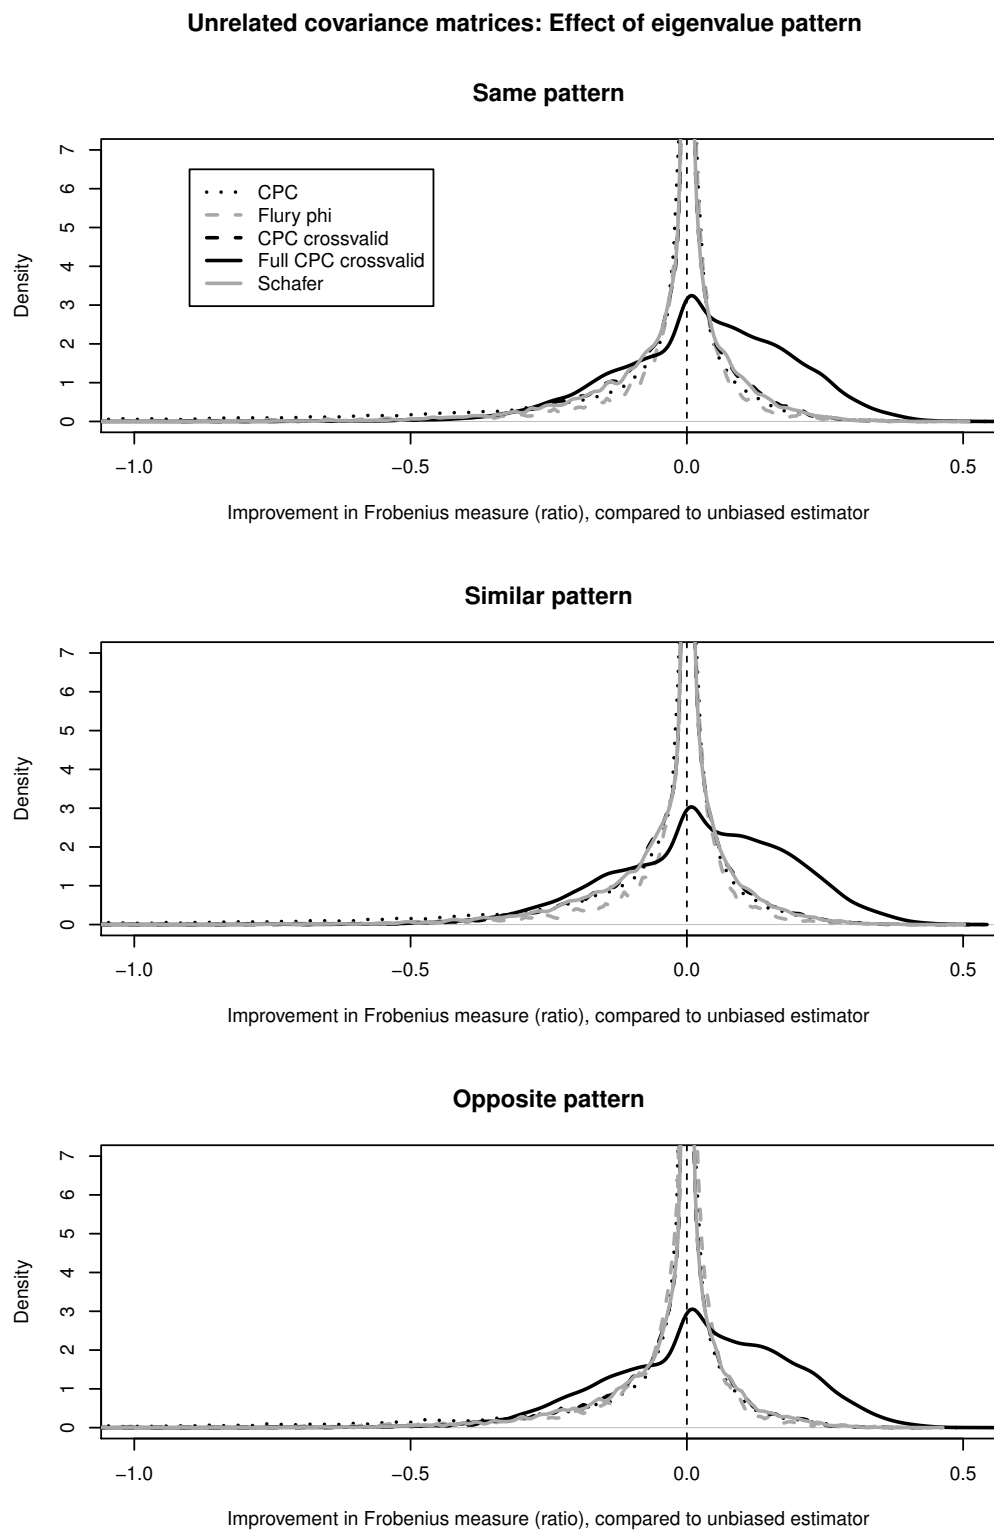 Unrelated covariance matrices: Effect of eigenvalue pattern
Same pattern
Density
0 1 2 3 4 5 6 7
CPC
Flury phi
CPC crossvalid
Full CPC crossvalid
Schafer
−1.0 −0.5 0.0 0.5
Improvement in Frobenius measure (ratio), compared to unbiased estimator
Similar pattern
Density
0 1 2 3 4 5 6 7
−1.0 −0.5 0.0 0.5
Improvement in Frobenius measure (ratio), compared to unbiased estimator
Opposite pattern
Density
0 1 2 3 4 5 6 7
−1.0 −0.5 0.0 0.5
Improvement in Frobenius measure (ratio), compared to unbiased estimator